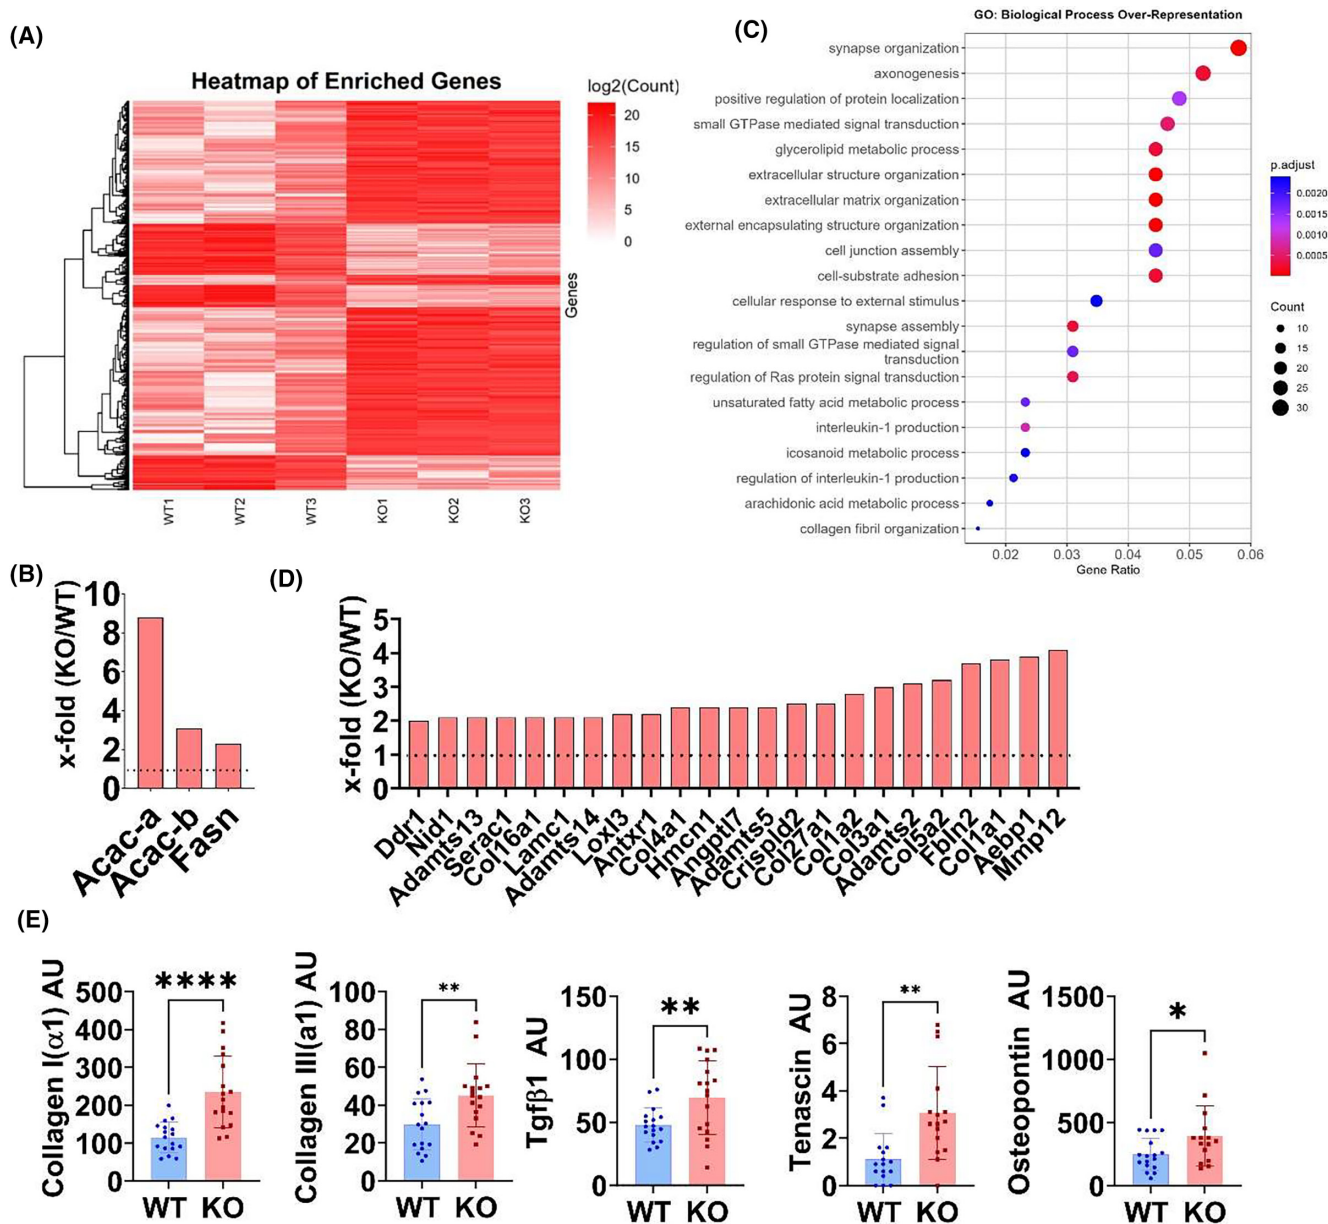 (A)
Heatmap of Enriched Genes
log2(Count)
20
15
10
5
0
Genes
WT1
WT2
WT3
KO1
KO2
KO3
(C)
GO: Biological Process Over-Representation
synapse organization
axonogenesis
positive regulation of protein localization
small GTPase mediated signal transduction
glycerolipid metabolic process
extracellular structure organization
extracellular matrix organization
external encapsulating structure organization
cell junction assembly
cell-substrate adhesion
cellular response to external stimulus
synapse assembly
regulation of small GTPase mediated signal
transduction
regulation of Ras protein signal transduction
unsaturated fatty acid metabolic process
interleukin-1 production
icosanoid metabolic process
regulation of interleukin-1 production
arachidonic acid metabolic process
collagen fibril organization
0.02
0.03
0.04
0.05
0.06
Gene Ratio
p.adjust
0.0020
0.0015
0.0010
0.0005
Count
10
15
20
25
30
(B)
x-fold (KO/WT)
10
8
6
4
2
0
Acac-a
Acac-b
Fasn
(D)
x-fold (KO/WT)
5
4
3
2
1
0
Ddr1
Nid1
Adamts13
Serac1
Col16a1
Lamc1
Adamts14
Loxl3
Antxr1
Col4a1
Hmcn1
Angptl7
Adamts5
Crispld2
Col27a1
Col1a2
Col3a1
Adamts2
Col5a2
Fbln2
Col1a1
Aebp1
Mmp12
(E)
Collagen I(α1) AU
500
400
300
200
100
0
****
WT KO
Collagen III(a1) AU
100
80
60
40
20
0
**
WT KO
Tgfβ1 AU
150
100
50
0
**
WT KO
Tenascin AU
8
6
4
2
0
**
WT KO
Osteopontin AU
1500
1000
500
0
*
WT KO